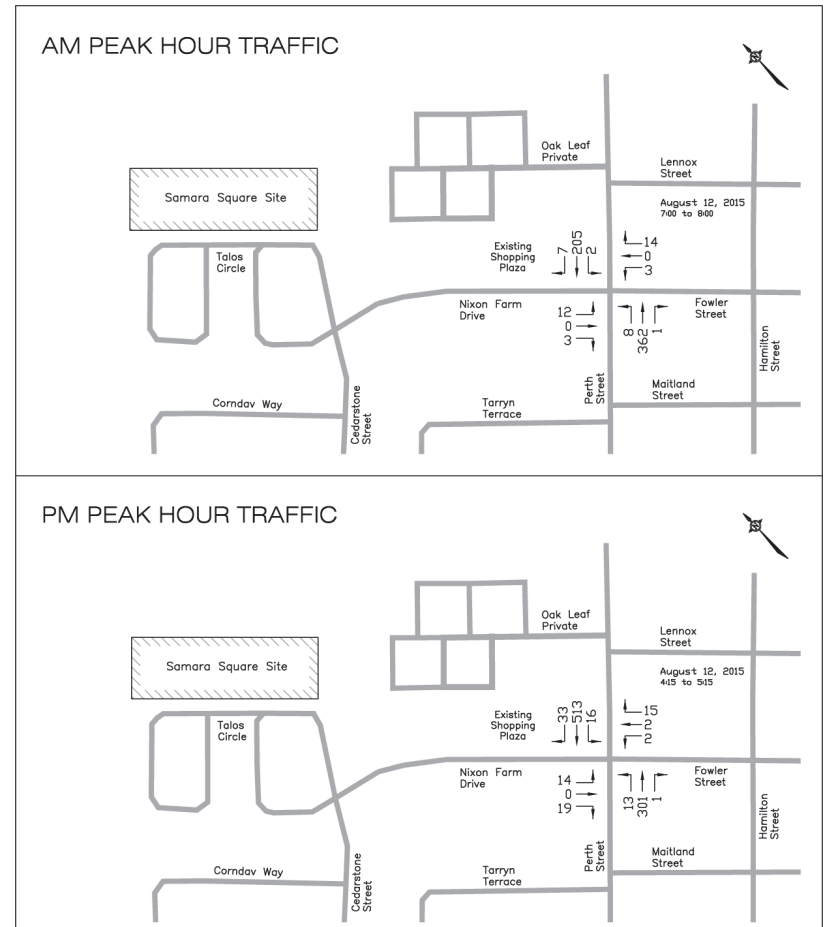 AM PEAK HOUR TRAFFIC
Oak Leaf
Private
Lennox
Street
Samara Square Site
August 12, 2015
7:00 to 8:00
Existing
Shopping
Plaza
7
205
2
14
0
3
Talos
Circle
Nixon Farm
Drive
12
0
3
8
362
1
Fowler
Street
Hamilton
Street
Corndav Way
Cedarstone
Street
Tarryn
Terrace
Perth
Street
Maitland
Street
PM PEAK HOUR TRAFFIC
Oak Leaf
Private
Lennox
Street
Samara Square Site
August 12, 2015
4:15 to 5:15
Existing
Shopping
Plaza
33
513
16
15
2
2
Talos
Circle
Nixon Farm
Drive
14
0
19
13
301
1
Fowler
Street
Hamilton
Street
Corndav Way
Cedarstone
Street
Tarryn
Terrace
Perth
Street
Maitland
Street